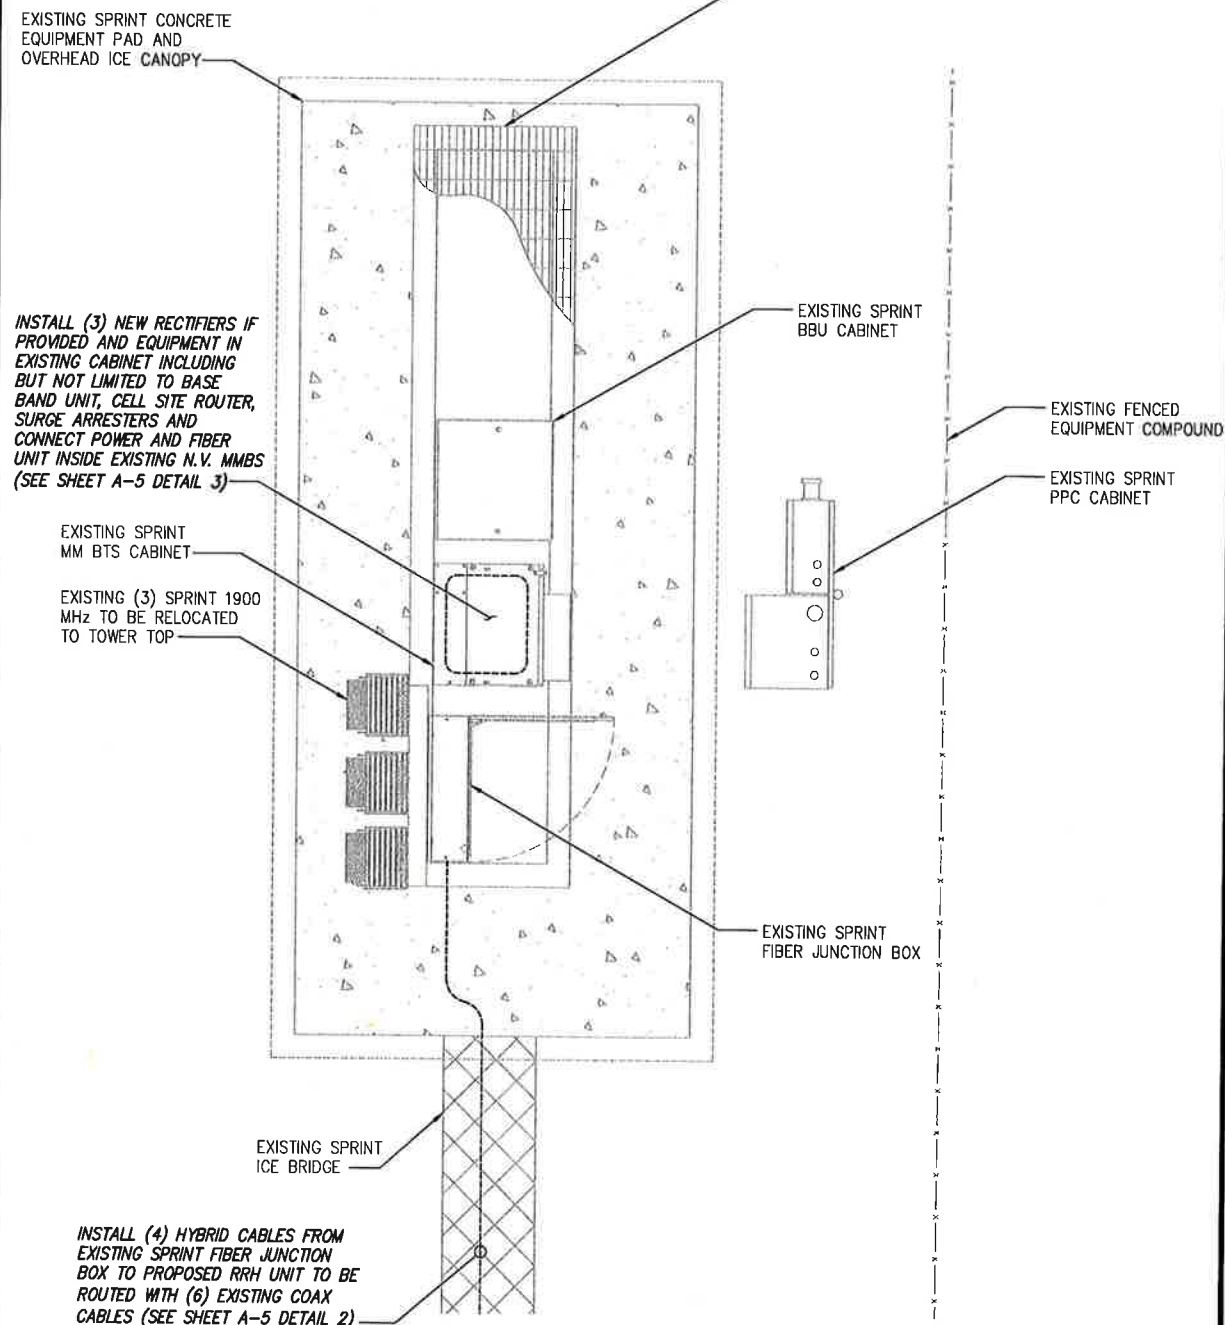 EXISTING SPRINT CONCRETE
EQUIPMENT PAD AND
OVERHEAD ICE CANOPY
INSTALL (3) NEW RECTIFIERS IF
PROVIDED AND EQUIPMENT IN
EXISTING CABINET INCLUDING
BUT NOT LIMITED TO BASE
BAND UNIT, CELL SITE ROUTER,
SURGE ARRESTERS AND
CONNECT POWER AND FIBER
UNIT INSIDE EXISTING N.V. MMBS
(SEE SHEET A-5 DETAIL 3)
EXISTING SPRINT
BBU CABINET
EXISTING FENCED
EQUIPMENT COMPOUND
EXISTING SPRINT
PPC CABINET
EXISTING SPRINT
MM BTS CABINET
EXISTING (3) SPRINT 1900
MHz TO BE RELOCATED
TO TOWER TOP
EXISTING SPRINT
FIBER JUNCTION BOX
EXISTING SPRINT
ICE BRIDGE
INSTALL (4) HYBRID CABLES FROM
EXISTING SPRINT FIBER JUNCTION
BOX TO PROPOSED RRH UNIT TO BE
ROUTED WITH (6) EXISTING COAX
CABLES (SEE SHEET A-5 DETAIL 2)